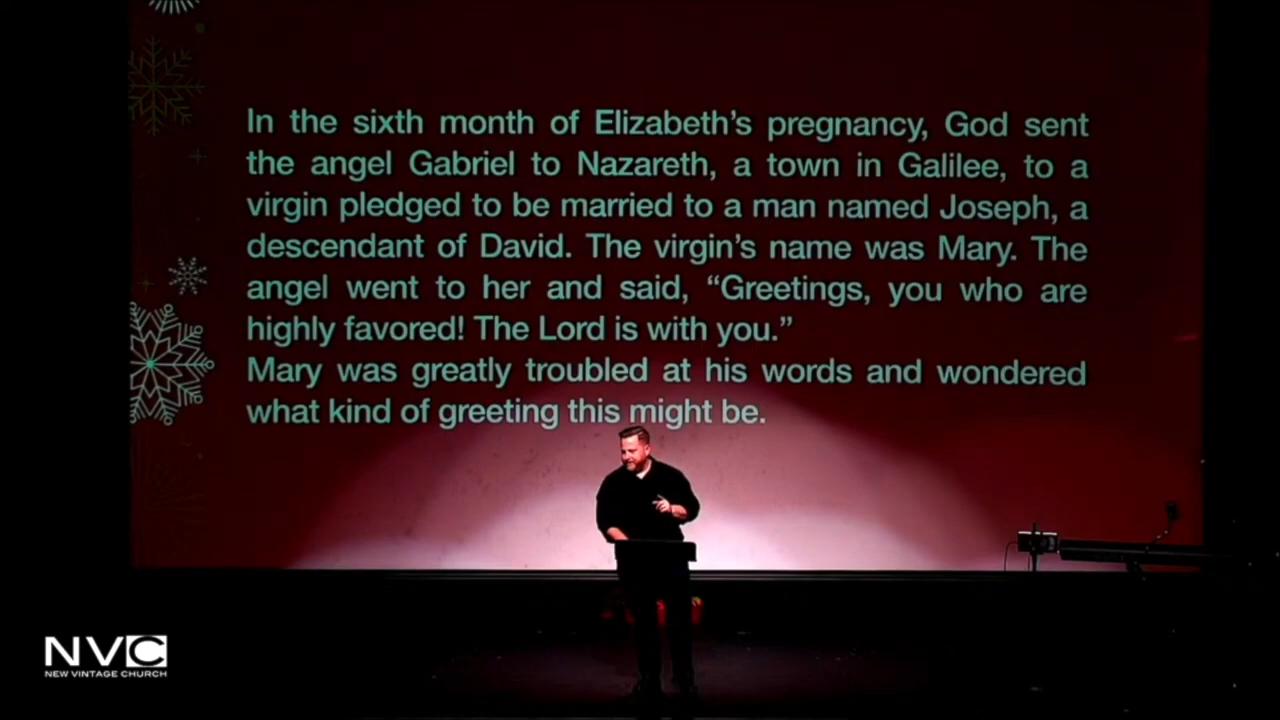 In the sixth month of Elizabeth's pregnancy, God sent
the angel Gabriel to Nazareth, a town in Galilee, to a
virgin pledged to be married to a man named Joseph, a
descendant of David. The virgin's name was Mary. The
angel went to her and said, “Greetings, you who are
highly favored! The Lord is with you.”
Mary was greatly troubled at his words and wondered
what kind of greeting this might be.
NVC
NEW VINTAGE CHURCH